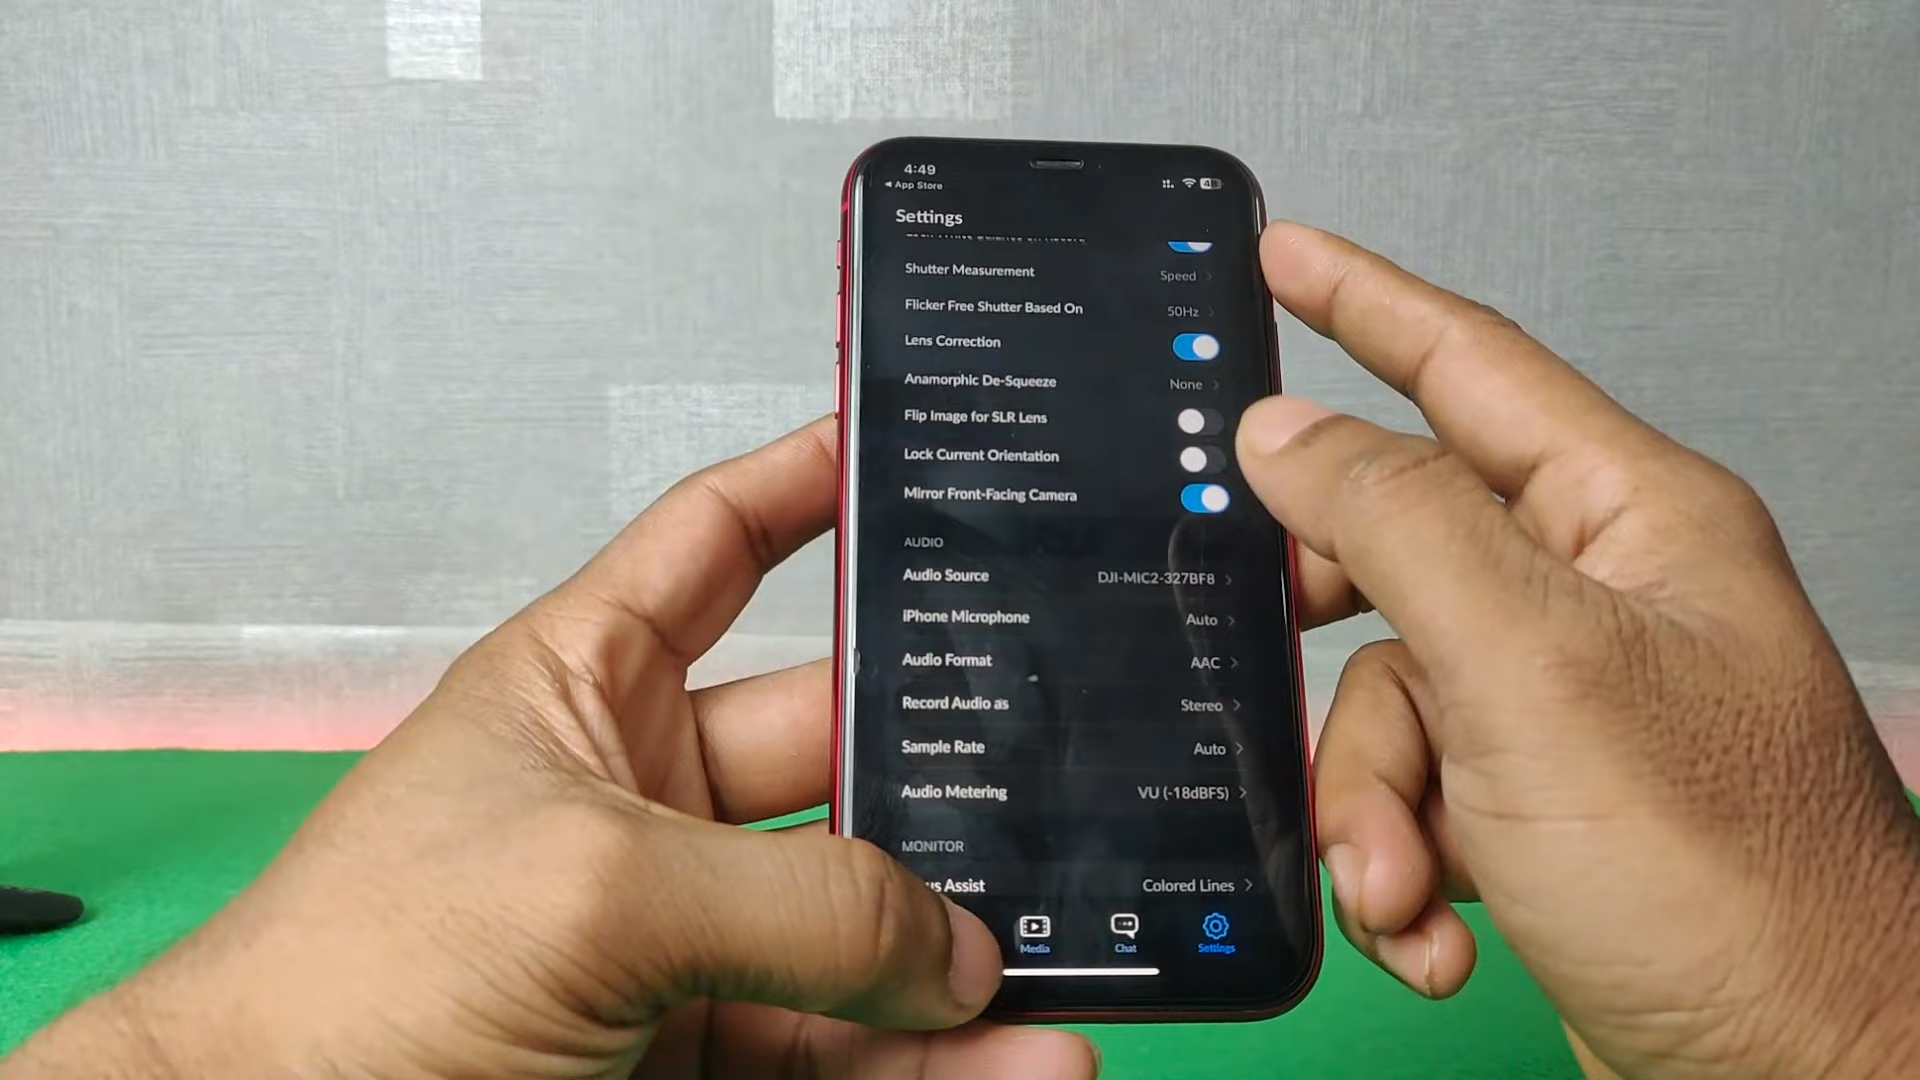 4:49
App Store
Settings
Shutter Measurement Speed
Flicker Free Shutter Based On 50Hz
Lens Correction
Anamorphic De-Squeeze None
Flip Image for SLR Lens
Lock Current Orientation
Mirror Front-Facing Camera
AUDIO
Audio Source DJI-MIC2-327BF8
iPhone Microphone Auto
Audio Format AAC
Record Audio as Stereo
Sample Rate Auto
Audio Metering VU (-18dBFS)
MONITOR
us Assist Colored Lines
Media Chat Settings